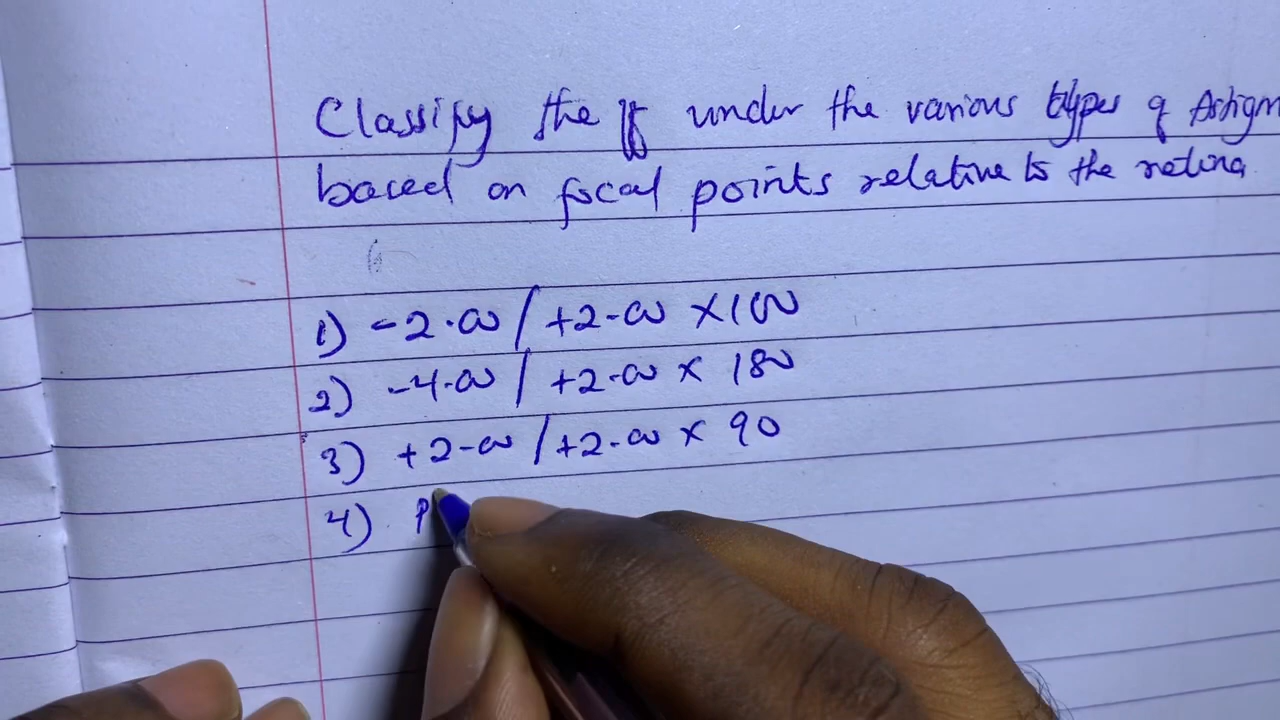 Classify the ff under the various types of Astigm
based on focal points relative to the retina
1) -2.00 / +2.00 x 100
2) -4.00 / +2.00 x 180
3) +2.00 / +2.00 x 90
4) P